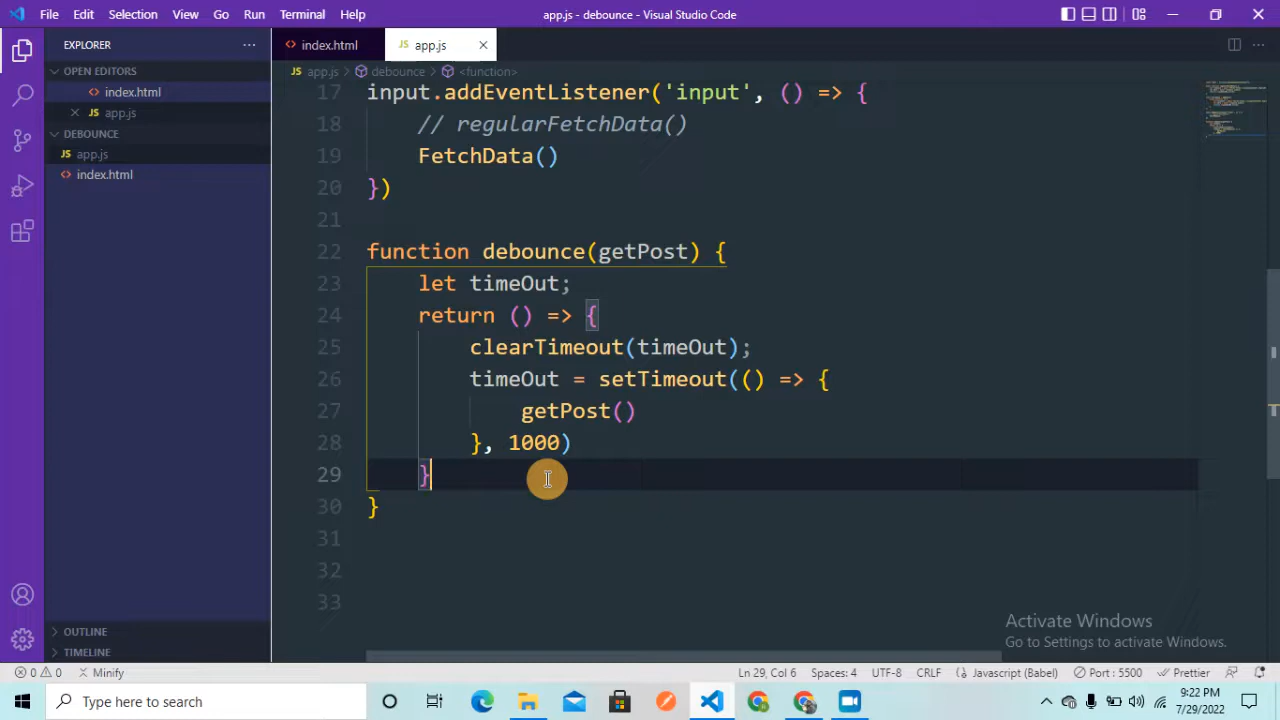 File Edit Selection View Go Run Terminal Help app.js - debounce - Visual Studio Code
EXPLORER
OPEN EDITORS
index.html
app.js
DEBOUNCE
app.js
index.html
OUTLINE
TIMELINE
index.html
JS app.js
JS app.js > debounce > <function>
17 input.addEventListener('input', () => {
18 // regularFetchData()
19 FetchData()
20 })
21
22 function debounce(getPost) {
23 let timeOut;
24 return () => {
25 clearTimeout(timeOut);
26 timeOut = setTimeout(() => {
27 getPost()
28 }, 1000)
29 }
30 }
31
32
33
Activate Windows
Go to Settings to activate Windows.
0 0 Minify Ln 29, Col 6 Spaces: 4 UTF-8 CRLF {} Javascript (Babel) Port : 5500 Prettier
Type here to search
9:22 PM
7/29/2022